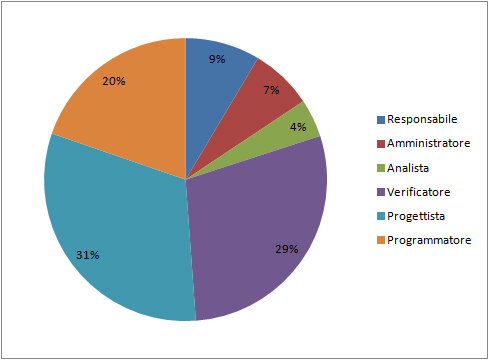 9%
7%
4%
29%
31%
20%
Responsabile
Amministratore
Analista
Verificatore
Progettista
Programmatore